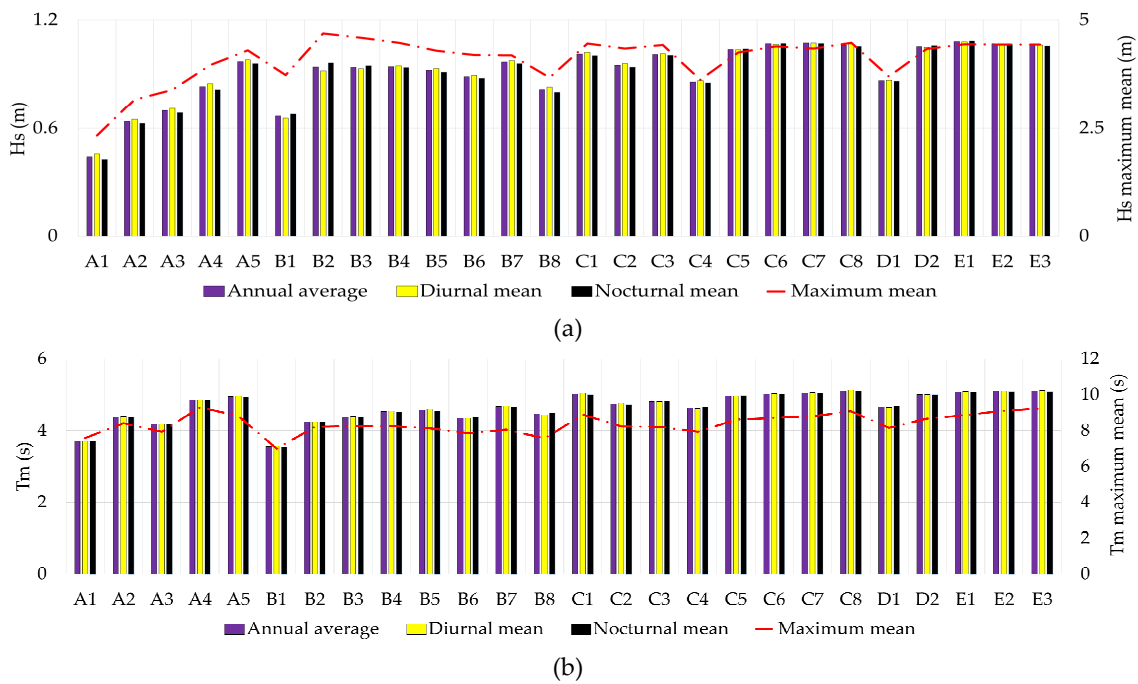 1.2
0.6
0
Hs (m)
5
2.5
0
Hs maximum mean (m)
A1 A2 A3 A4 A5 B1 B2 B3 B4 B5 B6 B7 B8 C1 C2 C3 C4 C5 C6 C7 C8 D1 D2 E1 E2 E3
Annual average Diurnal mean Nocturnal mean Maximum mean
(a)
6
4
2
0
Tm (s)
12
10
8
6
4
2
0
Tm maximum mean (s)
A1 A2 A3 A4 A5 B1 B2 B3 B4 B5 B6 B7 B8 C1 C2 C3 C4 C5 C6 C7 C8 D1 D2 E1 E2 E3
Annual average Diurnal mean Nocturnal mean Maximum mean
(b)